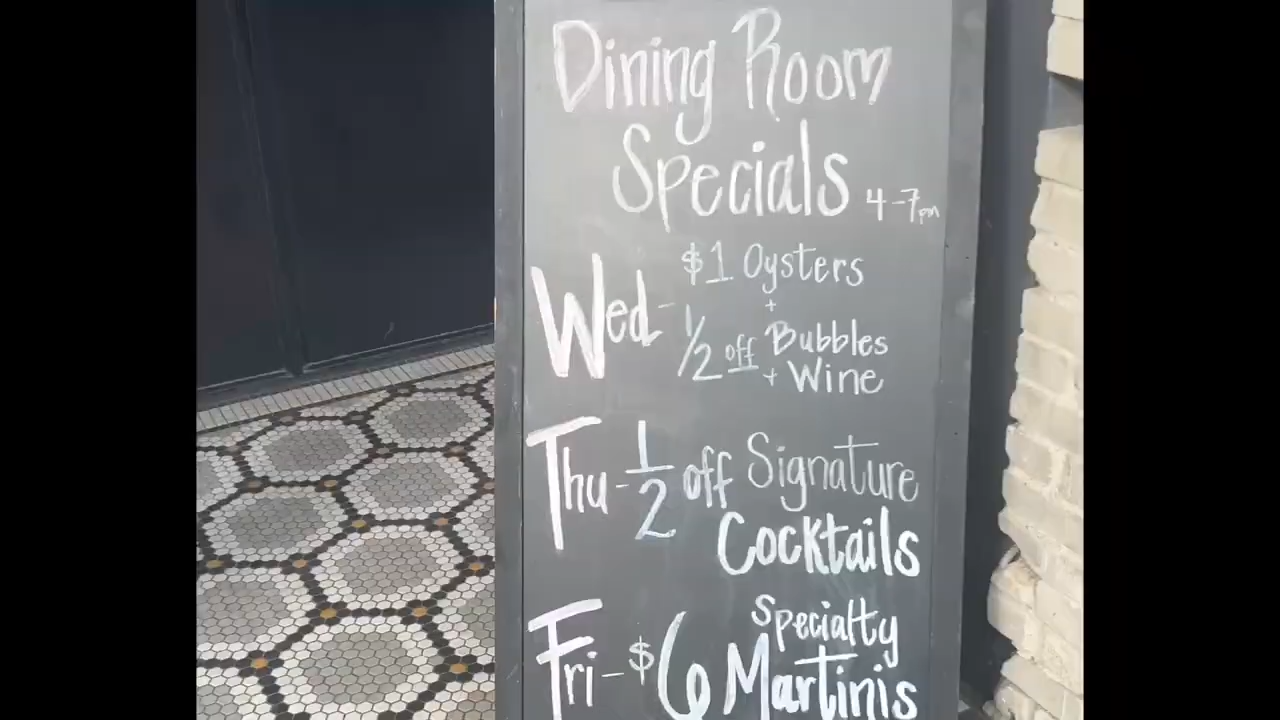 Dining Room
Specials 4-7pm
$1 Oysters
+
Wed- 1/2 off Bubbles
+ Wine
Thu - 1/2 off Signature
Cocktails
Specialty
Fri - $6 Martinis